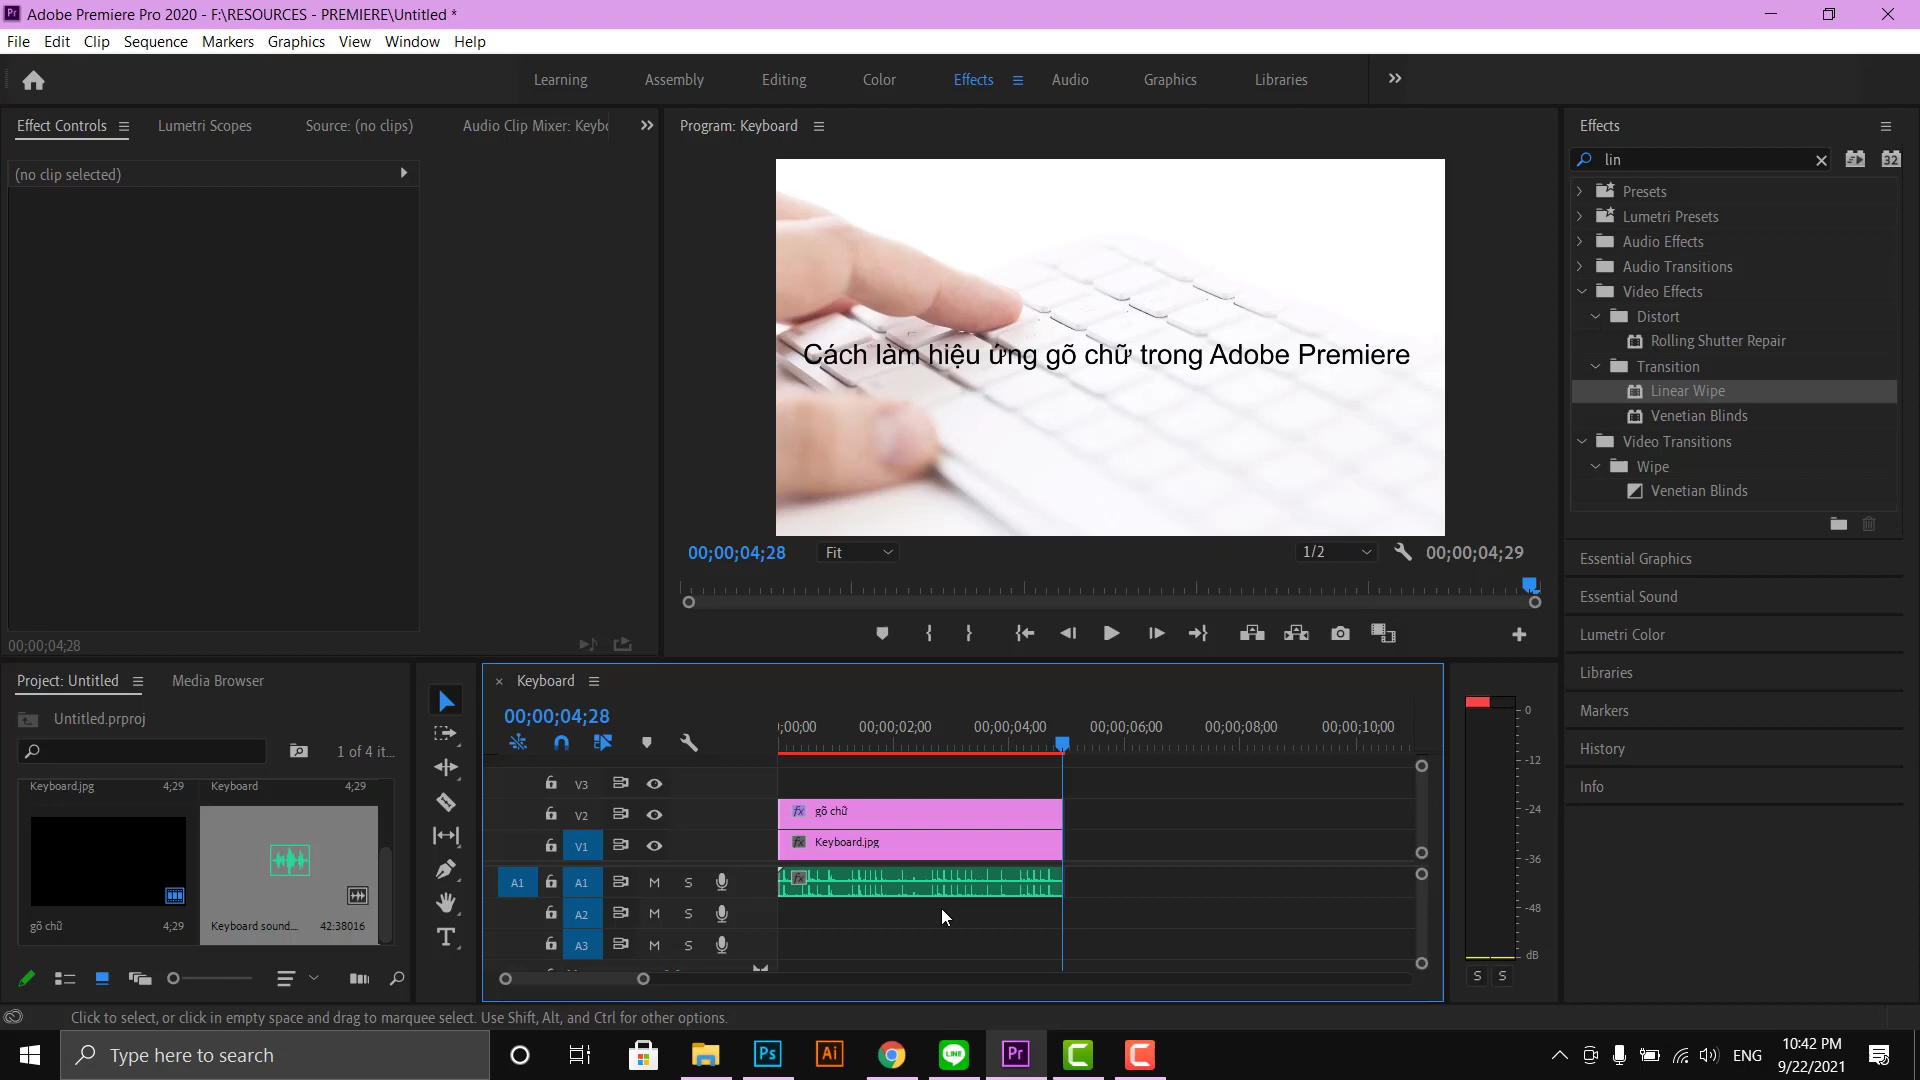 Adobe Premiere Pro 2020 - F:\RESOURCES - PREMIERE\Untitled *
File Edit Clip Sequence Markers Graphics View Window Help
Learning Assembly Editing Color Effects Audio Graphics Libraries
Effect Controls Lumetri Scopes Source: (no clips) Audio Clip Mixer: Keybo
(no clip selected)
00;00;04;28
Program: Keyboard
Cách làm hiệu ứng gõ chữ trong Adobe Premiere
00;00;04;28 Fit 1/2 00;00;04;29
Effects
lin
32
Presets
Lumetri Presets
Audio Effects
Audio Transitions
Video Effects
Distort
Rolling Shutter Repair
Transition
Linear Wipe
Venetian Blinds
Video Transitions
Wipe
Venetian Blinds
Essential Graphics
Essential Sound
Lumetri Color
Libraries
Markers
History
Info
Project: Untitled Media Browser
Untitled.prproj
1 of 4 it...
Keyboard.jpg 4;29 Keyboard 4;29
gõ chữ 4;29 Keyboard sound.... 42:38016
Keyboard
00;00;04;28
;00;00 00;00;02;00 00;00;04;00 00;00;06;00 00;00;08;00 00;00;10;00
V3
V2 gõ chữ
V1 Keyboard.jpg
A1 A1 M S
A2 M S
A3 M S
0
-12
-24
-36
-48
dB
S S
Click to select, or click in empty space and drag to marquee select. Use Shift, Alt, and Ctrl for other options.
Type here to search
Ps Ai LINE Pr C C
ENG
10:42 PM
9/22/2021